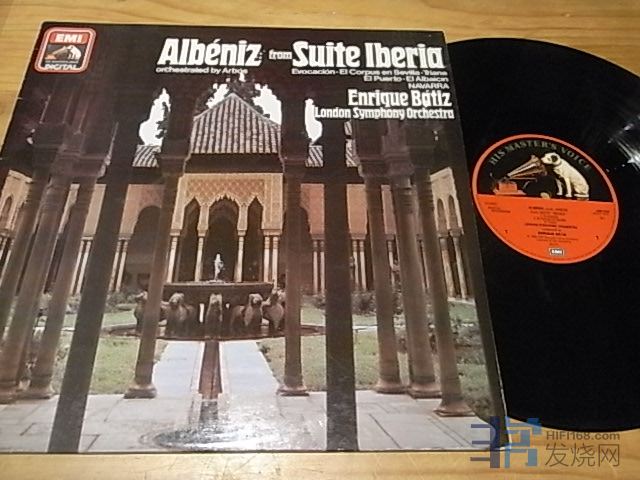 EMI
DIGITAL
Albéniz from Suite Iberia
orchestrated by Arbós
Evocación · El Corpus en Sevilla · Triana
El Puerto · El Albaicín
NAVARRA
Enrique Bátiz
London Symphony Orchestra
HIS MASTER'S VOICE
EMI
HIFI168.com
发烧网